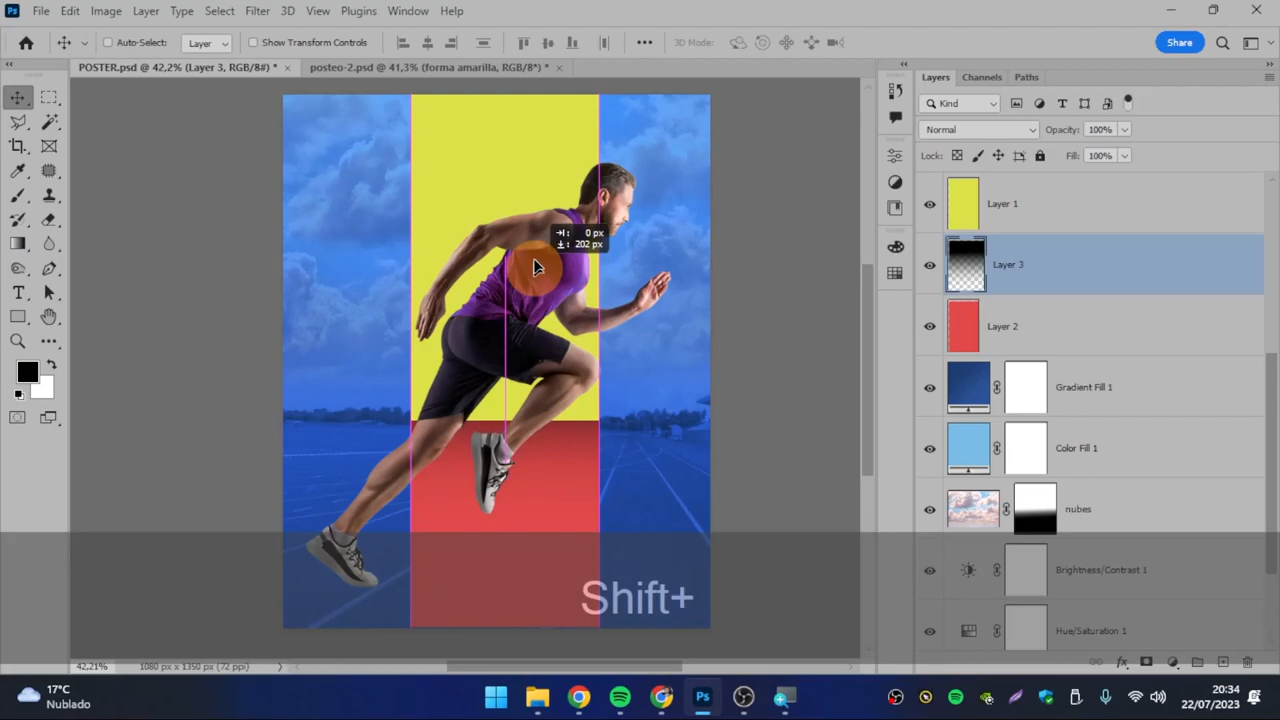 Ps File Edit Image Layer Type Select Filter 3D View Plugins Window Help
Auto-Select: Layer Show Transform Controls 3D Mode: Share
POSTER.psd @ 42,2% (Layer 3, RGB/8#) * × posteo-2.psd @ 41,3% (forma amarilla, RGB/8*) * ×
Layers Channels Paths
Kind
Normal Opacity: 100%
Lock: Fill: 100%
Layer 1
0 px
202 px
Layer 3
Layer 2
Gradient Fill 1
Color Fill 1
nubes
Brightness/Contrast 1
Shift+
Hue/Saturation 1
42,21% 1080 px x 1350 px (72 ppi)
17°C
Nublado
Ps
20:34
22/07/2023